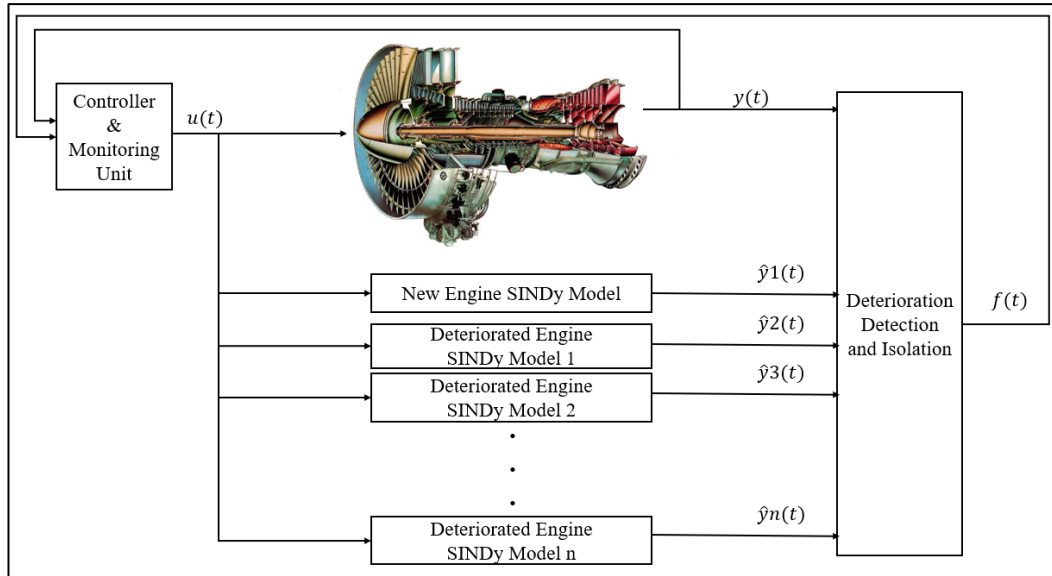 Controller
&
Monitoring
Unit
u(t)
y(t)
New Engine SINDy Model
ŷ1(t)
Deteriorated Engine
SINDy Model 1
ŷ2(t)
Deteriorated Engine
SINDy Model 2
ŷ3(t)
Deteriorated Engine
SINDy Model n
ŷn(t)
Deterioration
Detection
and Isolation
f(t)